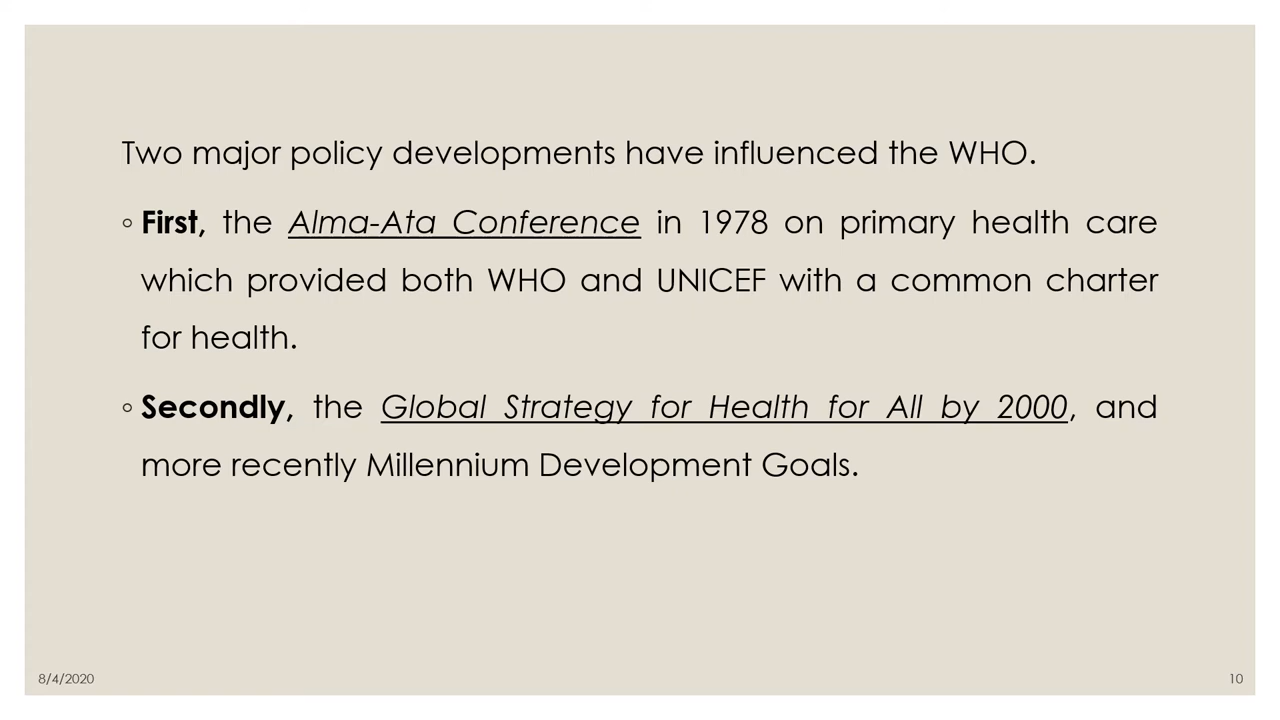 Two major policy developments have influenced the WHO.
◦ First, the Alma-Ata Conference in 1978 on primary health care
which provided both WHO and UNICEF with a common charter
for health.
◦ Secondly, the Global Strategy for Health for All by 2000, and
more recently Millennium Development Goals.
8/4/2020
10